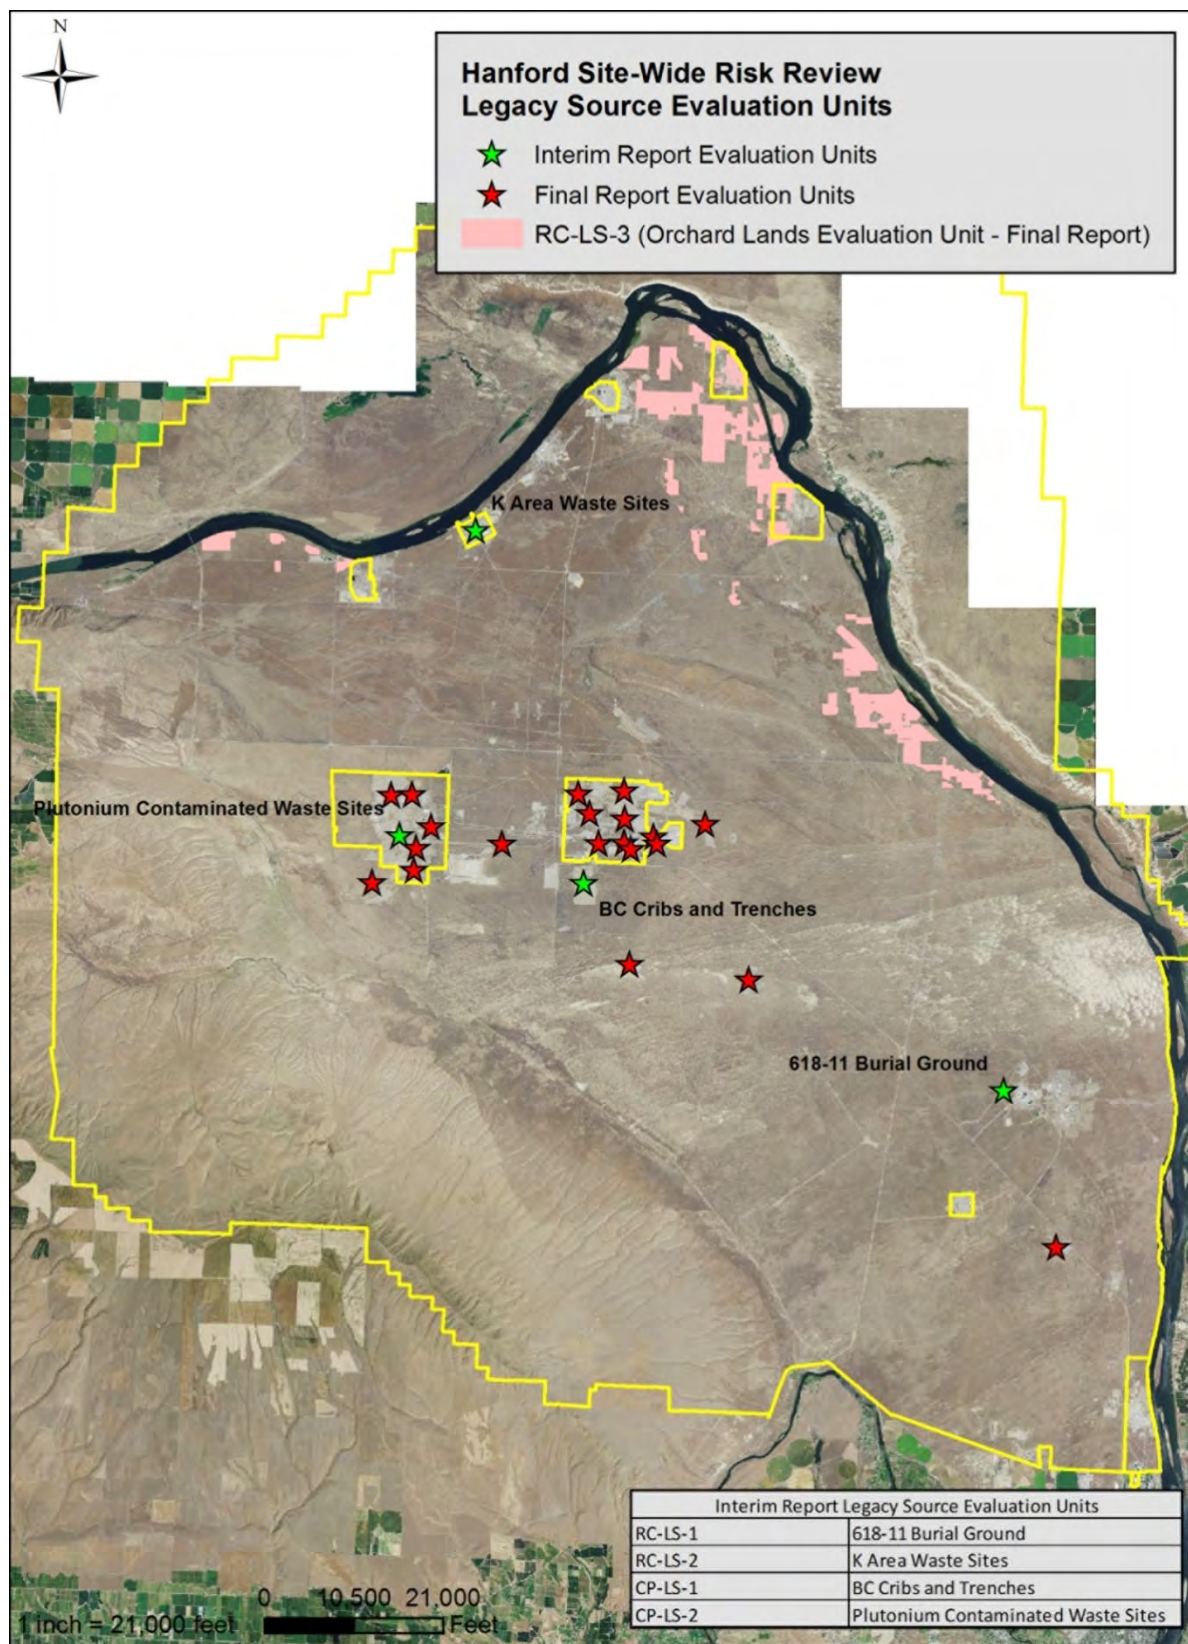 N
Hanford Site-Wide Risk Review
Legacy Source Evaluation Units
Interim Report Evaluation Units
Final Report Evaluation Units
RC-LS-3 (Orchard Lands Evaluation Unit - Final Report)
K Area Waste Sites
Plutonium Contaminated Waste Sites
BC Cribs and Trenches
618-11 Burial Ground
Interim Report Legacy Source Evaluation Units
RC-LS-1 618-11 Burial Ground
RC-LS-2 K Area Waste Sites
CP-LS-1 BC Cribs and Trenches
CP-LS-2 Plutonium Contaminated Waste Sites
0 10,500 21,000
1 inch = 21,000 feet Feet